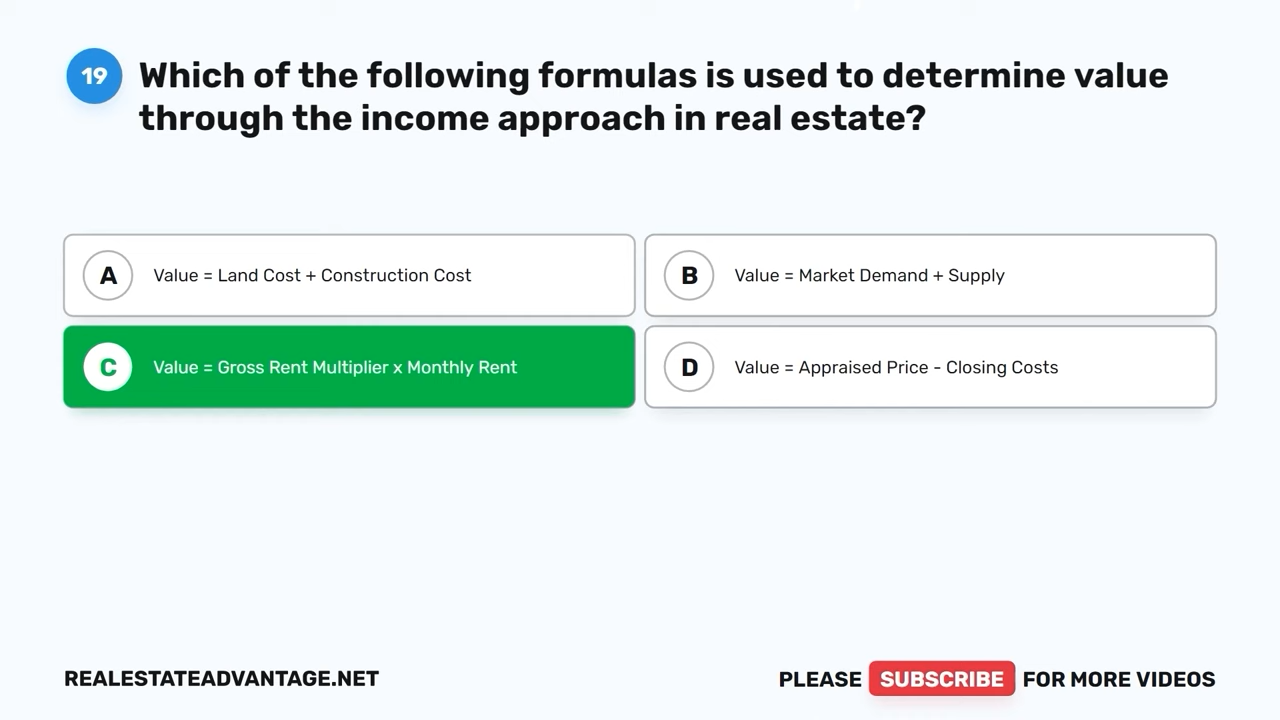 19
Which of the following formulas is used to determine value
through the income approach in real estate?
A Value = Land Cost + Construction Cost
B Value = Market Demand + Supply
C Value = Gross Rent Multiplier x Monthly Rent
D Value = Appraised Price - Closing Costs
REALESTATEADVANTAGE.NET
PLEASE SUBSCRIBE FOR MORE VIDEOS